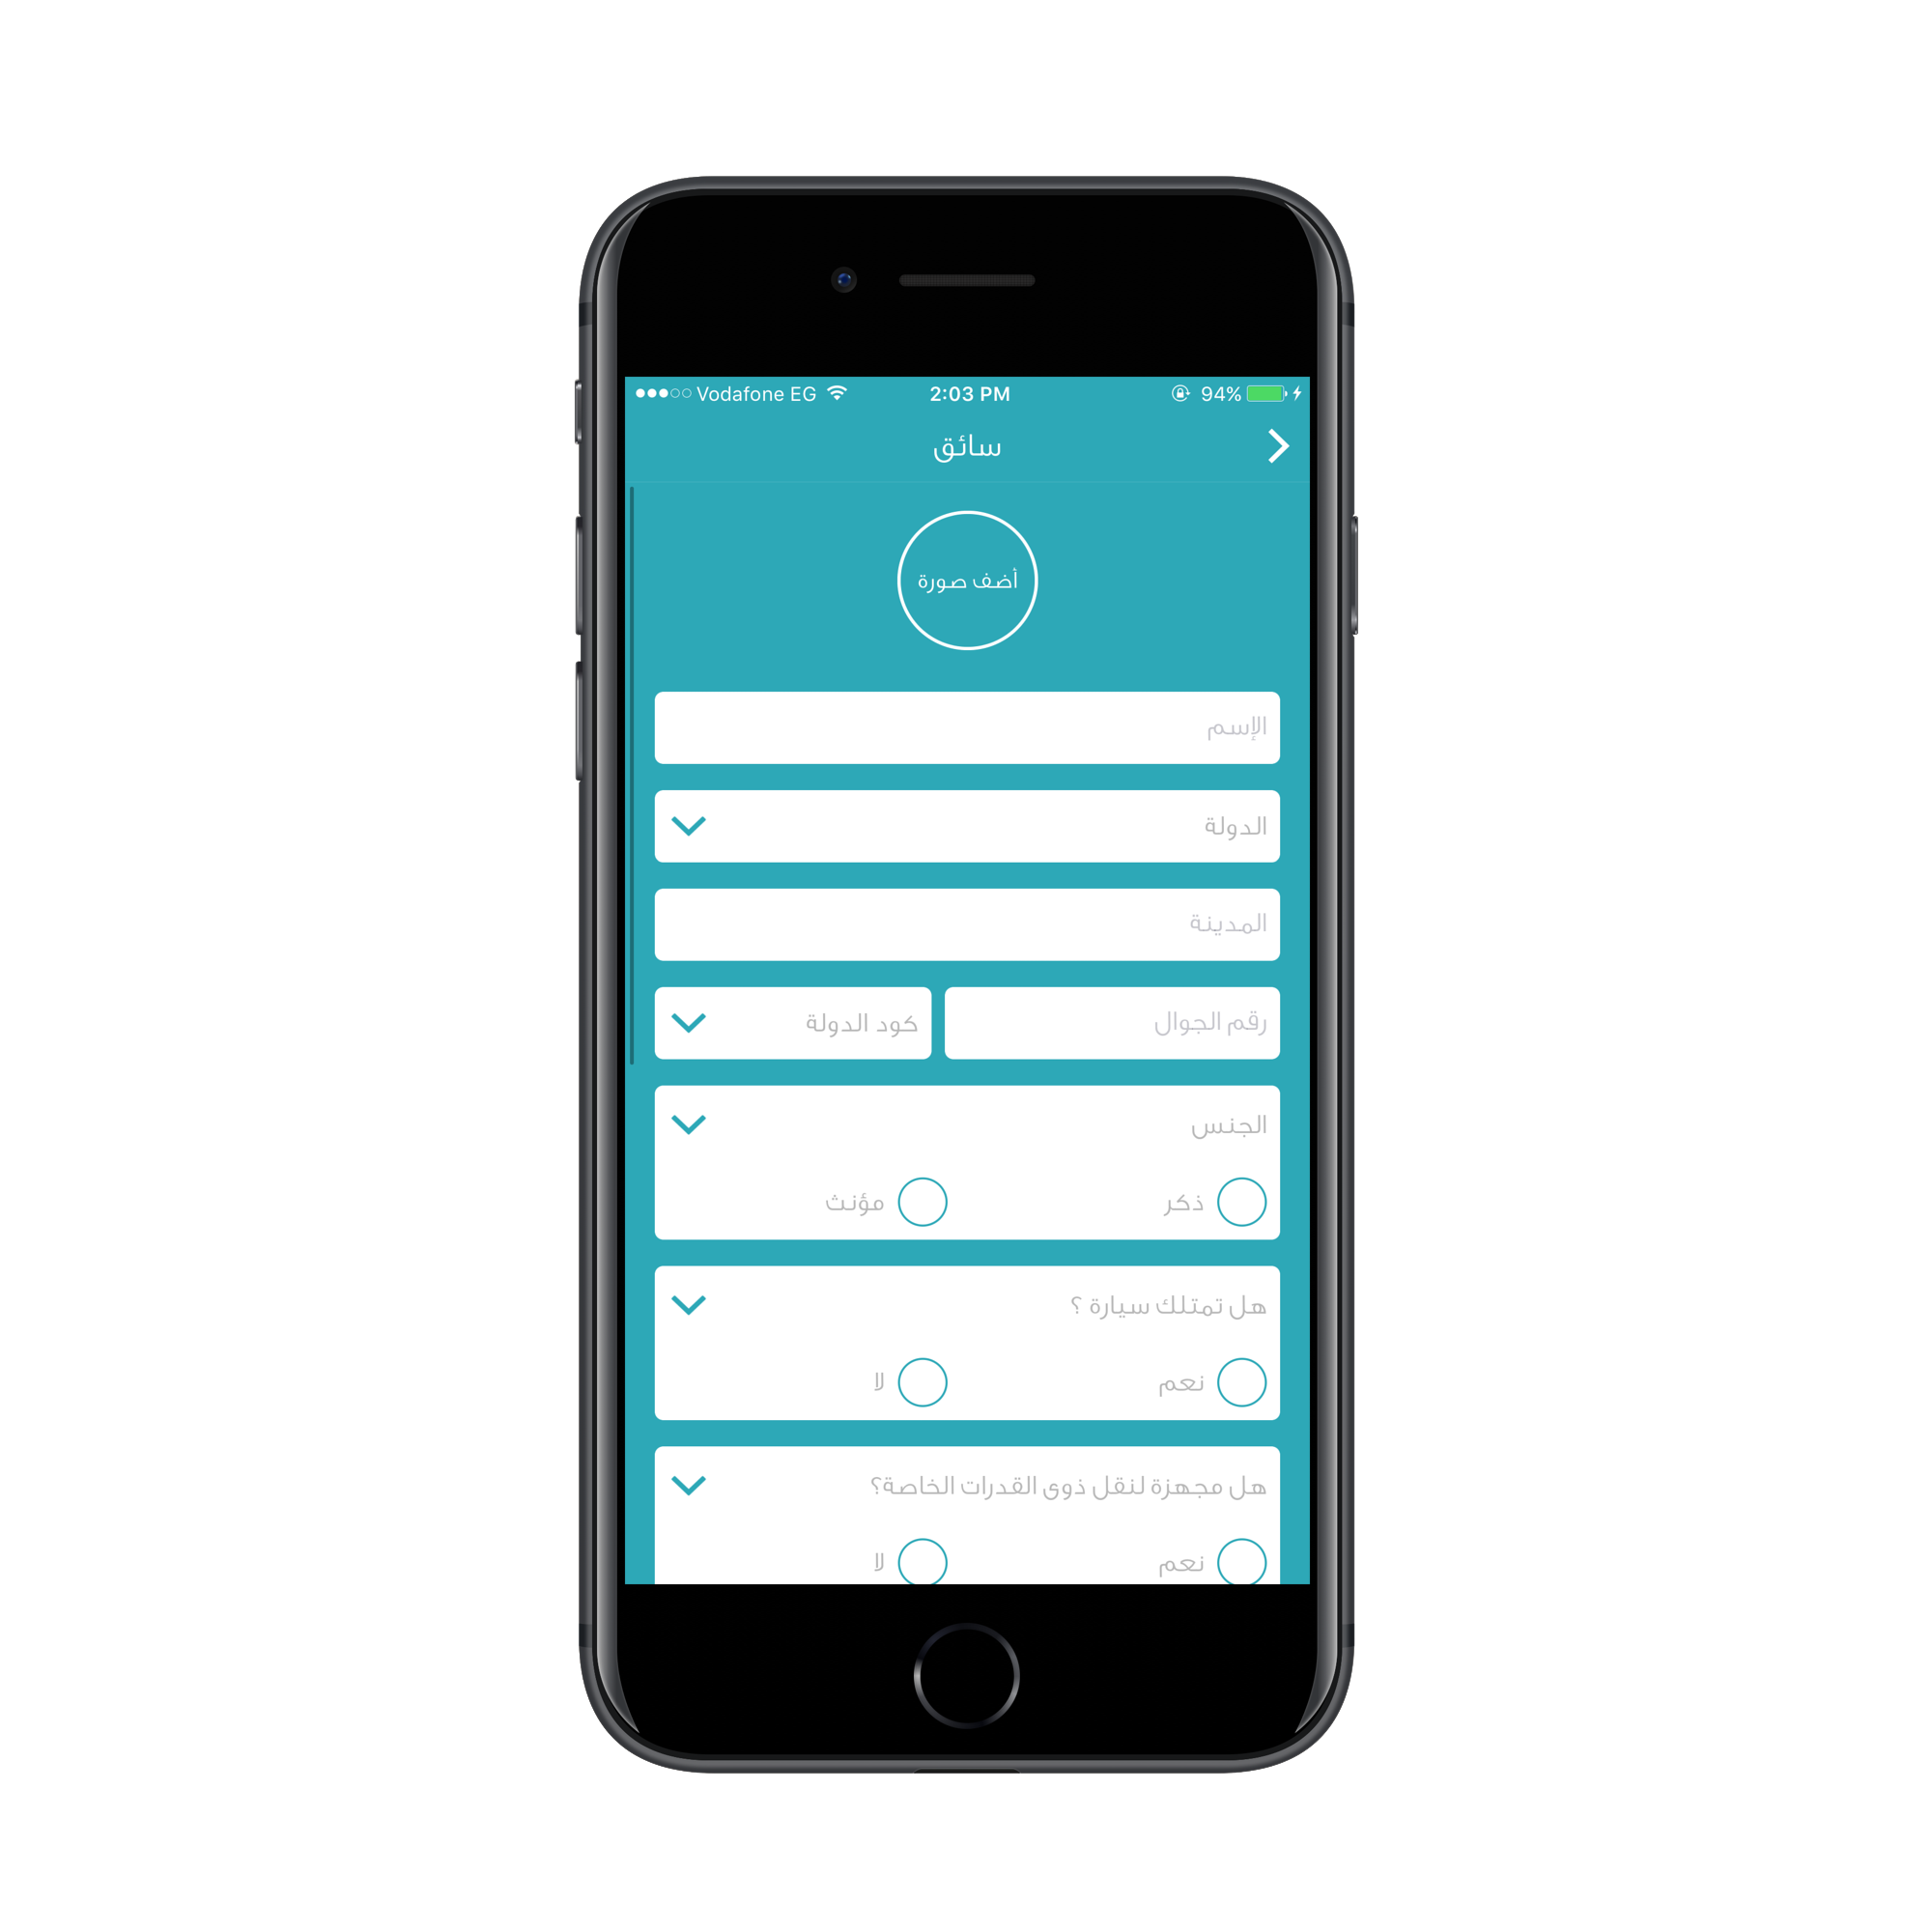 Vodafone EG 2:03 PM 94%
سائق
أضف صورة
الإسم
الدولة
المدينة
رقم الجوال كود الدولة
الجنس
ذكر مؤنث
هل تمتلك سيارة ؟
نعم لا
هل مجهزة لنقل ذوى القدرات الخاصة؟
نعم لا